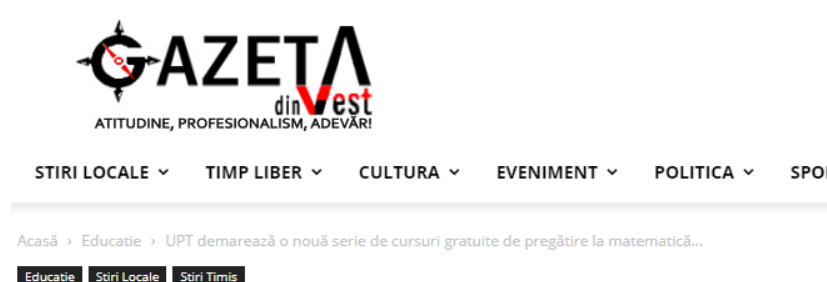 GAZETA
din Vest
ATITUDINE, PROFESIONALISM, ADEVĂR!
STIRI LOCALE TIMP LIBER CULTURA EVENIMENT POLITICA SPO
Acasă › Educatie › UPT demarează o nouă serie de cursuri gratuite de pregătire la matematică...
Educatie Stiri Locale Stiri Timis